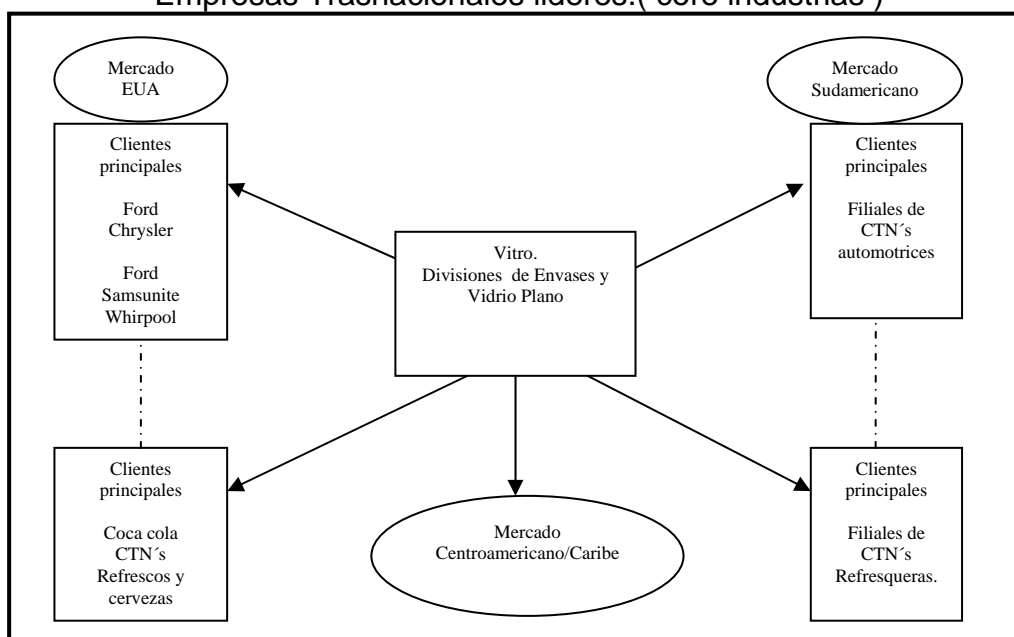 Empresas Trasnacionales líderes.( core industrias )
Mercado
EUA
Clientes
principales
Ford
Chrysler
Ford
Samsunite
Whirpool
Vitro.
Divisiones de Envases y
Vidrio Plano
Mercado
Sudamericano
Clientes
principales
Filiales de
CTN´s
automotrices
Clientes
principales
Coca cola
CTN´s
Refrescos y
cervezas
Mercado
Centroamericano/Caribe
Clientes
principales
Filiales de
CTN´s
Refresqueras.